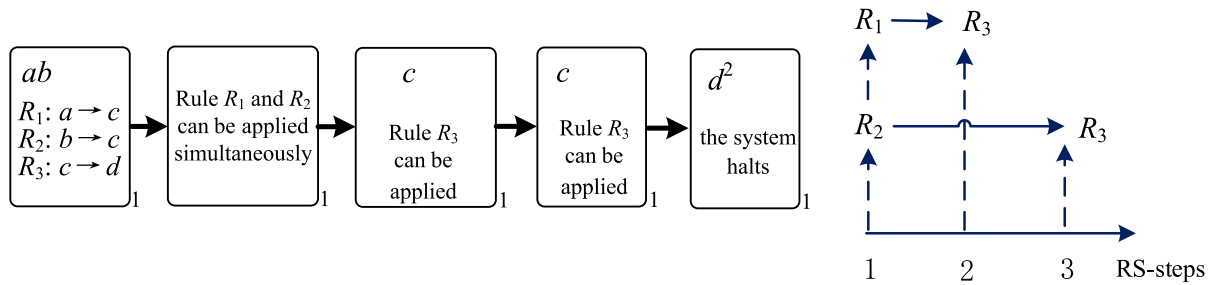 ab
R₁: a → c
R₂: b → c
R₃: c → d
1
Rule R₁ and R₂
can be applied
simultaneously
1
c
Rule R₃
can be
applied
1
c
Rule R₃
can be
applied
1
d²
the system
halts
1
R₁
R₃
R₂
R₃
1
2
3
RS-steps